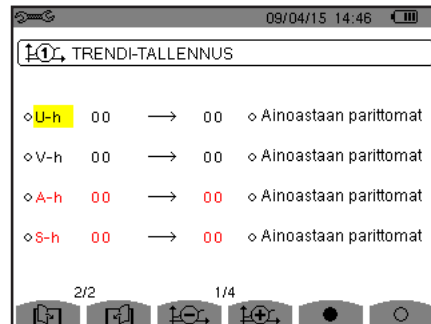 09/04/15 14:46
1 TRENDI-TALLENNUS
U-h 00 → 00 Ainoastaan parittomat
V-h 00 → 00 Ainoastaan parittomat
A-h 00 → 00 Ainoastaan parittomat
S-h 00 → 00 Ainoastaan parittomat
2/2 1/4